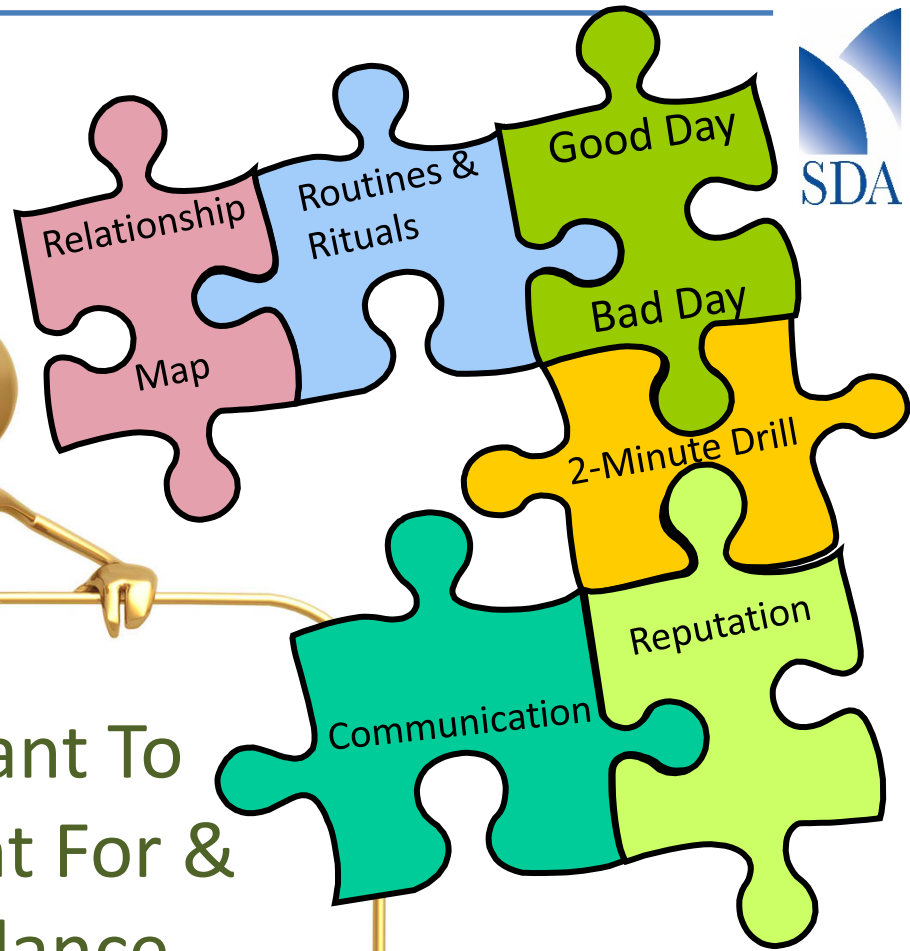 SDA
Good Day
Routines &
Rituals
Relationship
Bad Day
Map
2-Minute Drill
Reputation
Communication
ant To
t For &